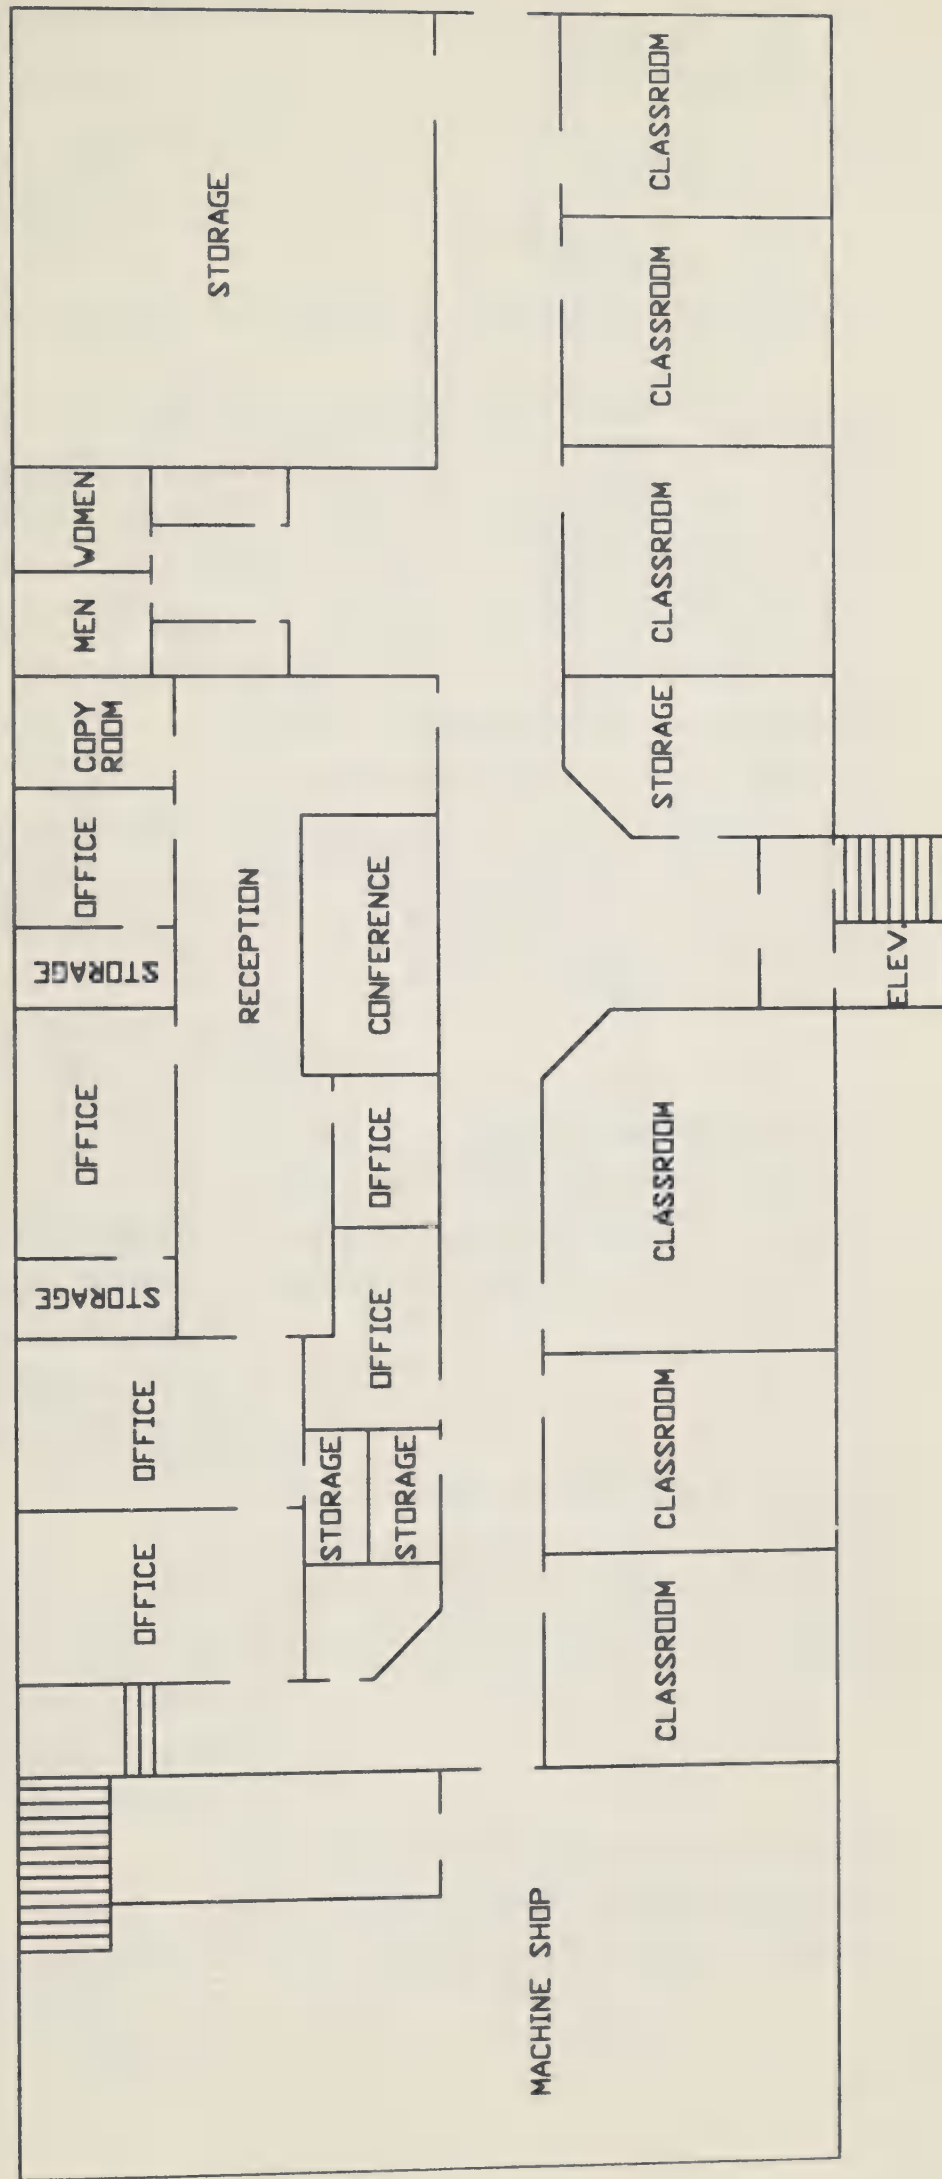 OFFICE
OFFICE
STORAGE
OFFICE
STORAGE
OFFICE
COPY
ROOM
MEN
WOMEN
STORAGE
RECEPTION
STORAGE
STORAGE
OFFICE
OFFICE
CONFERENCE
MACHINE SHOP
CLASSROOM
CLASSROOM
CLASSROOM
STORAGE
CLASSROOM
CLASSROOM
CLASSROOM
ELEV.